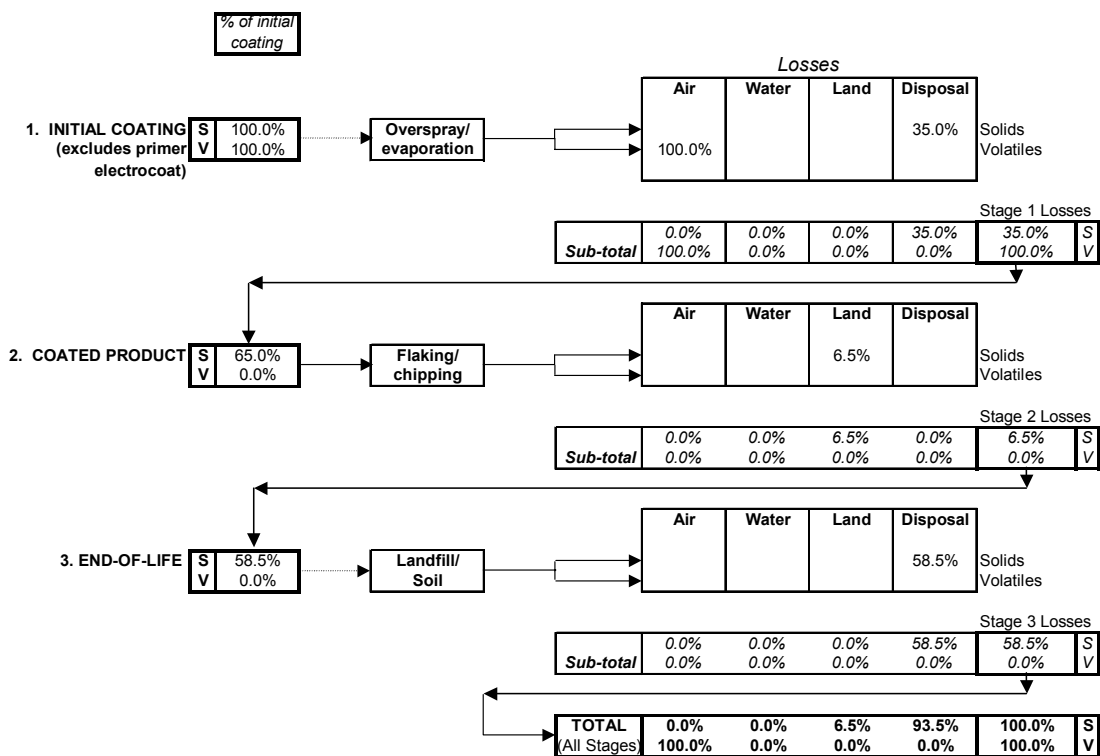 % of initial
coating
Losses
Air Water Land Disposal
1. INITIAL COATING S 100.0% Overspray/ 35.0% Solids
(excludes primer V 100.0% evaporation 100.0% Volatiles
electrocoat)
Stage 1 Losses
0.0% 0.0% 0.0% 35.0% 35.0% S
Sub-total 100.0% 0.0% 0.0% 0.0% 100.0% V
Air Water Land Disposal
2. COATED PRODUCT S 65.0% Flaking/ 6.5% Solids
V 0.0% chipping Volatiles
Stage 2 Losses
0.0% 0.0% 6.5% 0.0% 6.5% S
Sub-total 0.0% 0.0% 0.0% 0.0% 0.0% V
Air Water Land Disposal
3. END-OF-LIFE S 58.5% Landfill/ 58.5% Solids
V 0.0% Soil Volatiles
Stage 3 Losses
0.0% 0.0% 0.0% 58.5% 58.5% S
Sub-total 0.0% 0.0% 0.0% 0.0% 0.0% V
TOTAL 0.0% 0.0% 6.5% 93.5% 100.0% S
(All Stages) 100.0% 0.0% 0.0% 0.0% 100.0% V